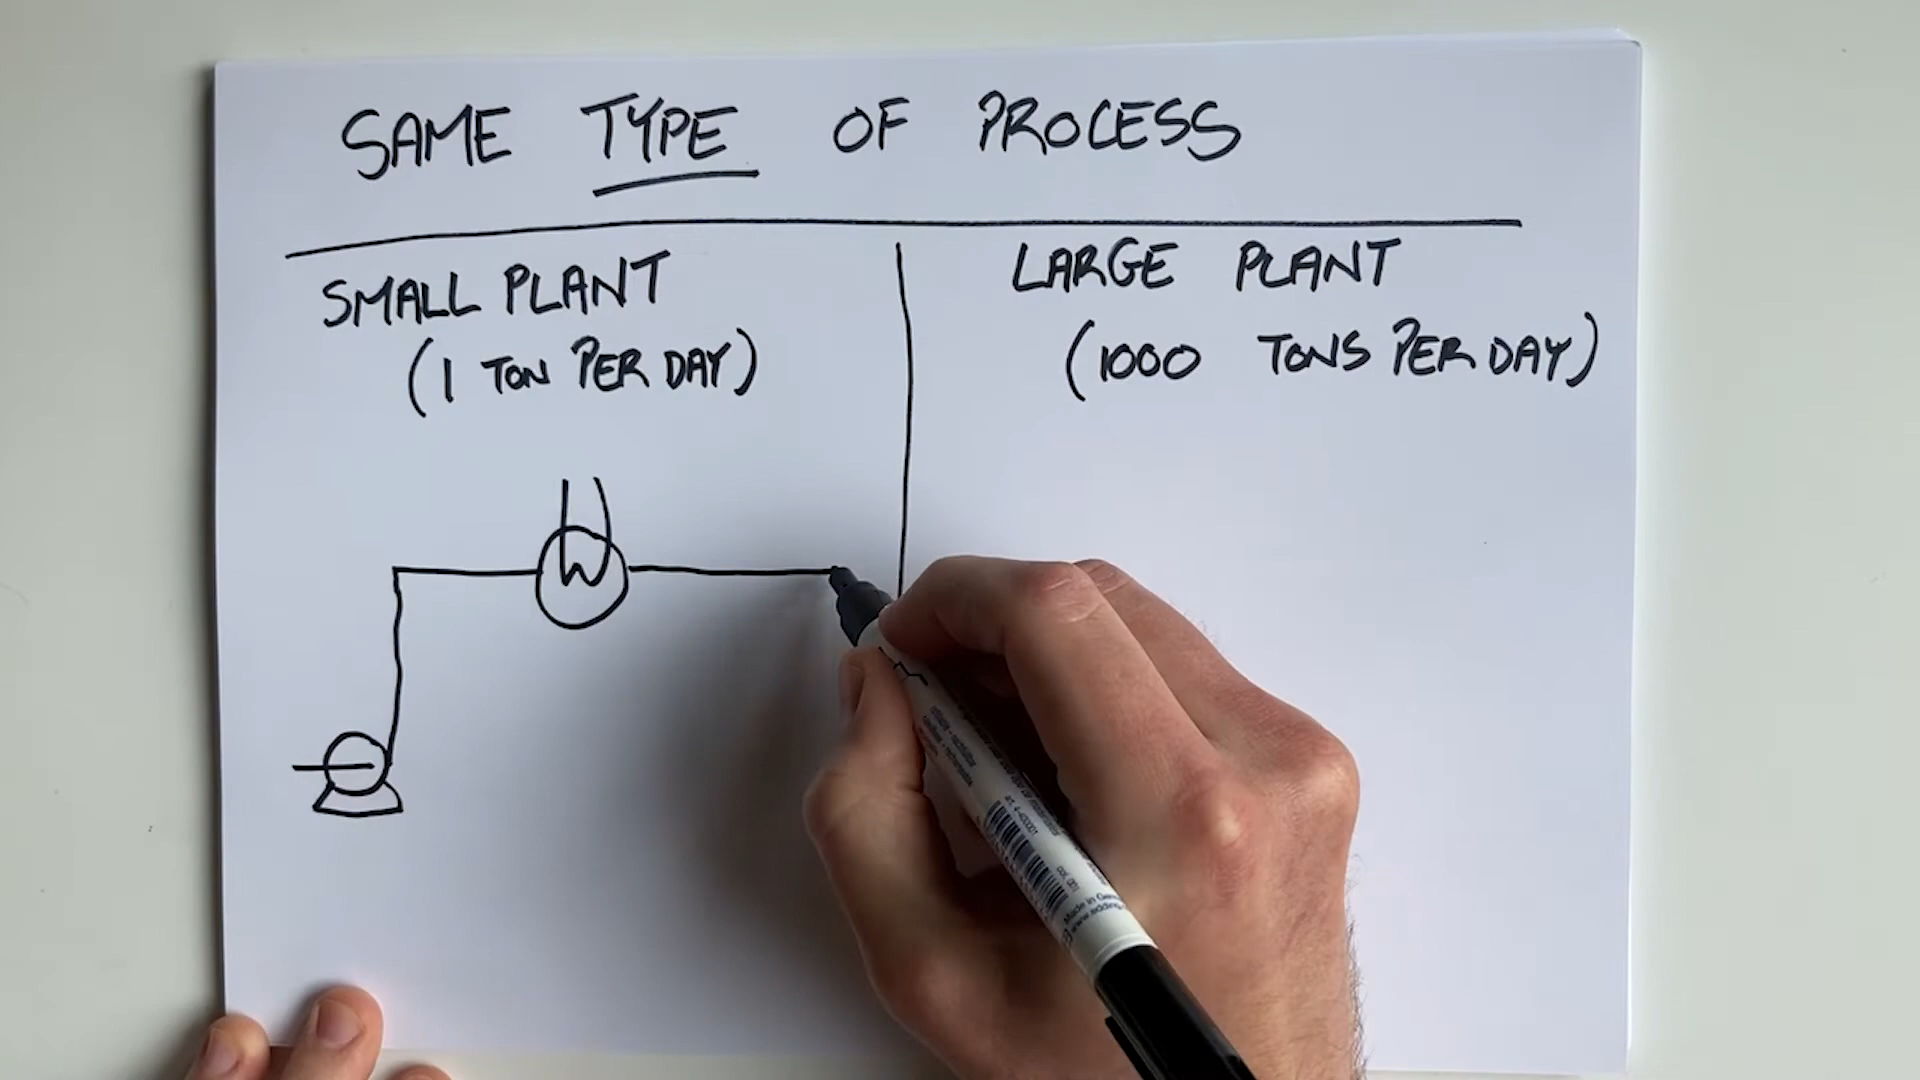 SAME TYPE OF PROCESS
SMALL PLANT
(1 TON PER DAY)
LARGE PLANT
(1000 TONS PER DAY)